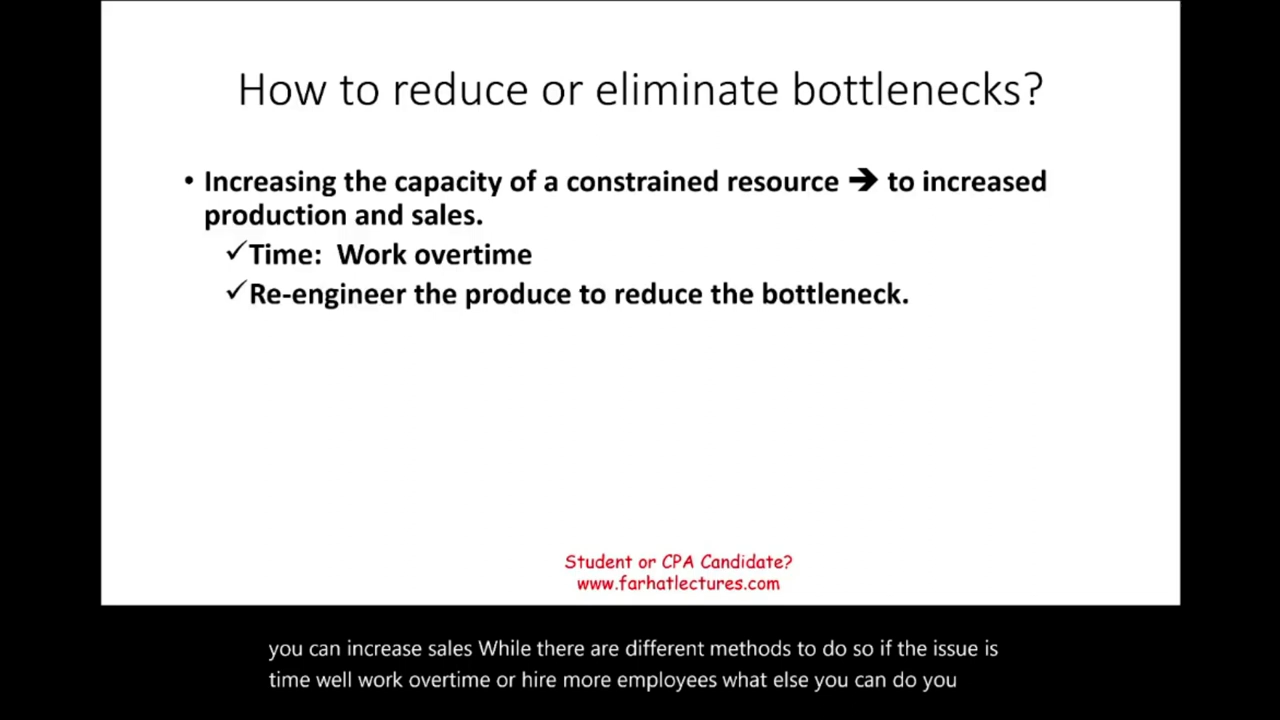 How to reduce or eliminate bottlenecks?
• Increasing the capacity of a constrained resource ➔ to increased
production and sales.
✓Time: Work overtime
✓Re-engineer the produce to reduce the bottleneck.
Student or CPA Candidate?
www.farhatlectures.com
you can increase sales While there are different methods to do so if the issue is
time well work overtime or hire more employees what else you can do you